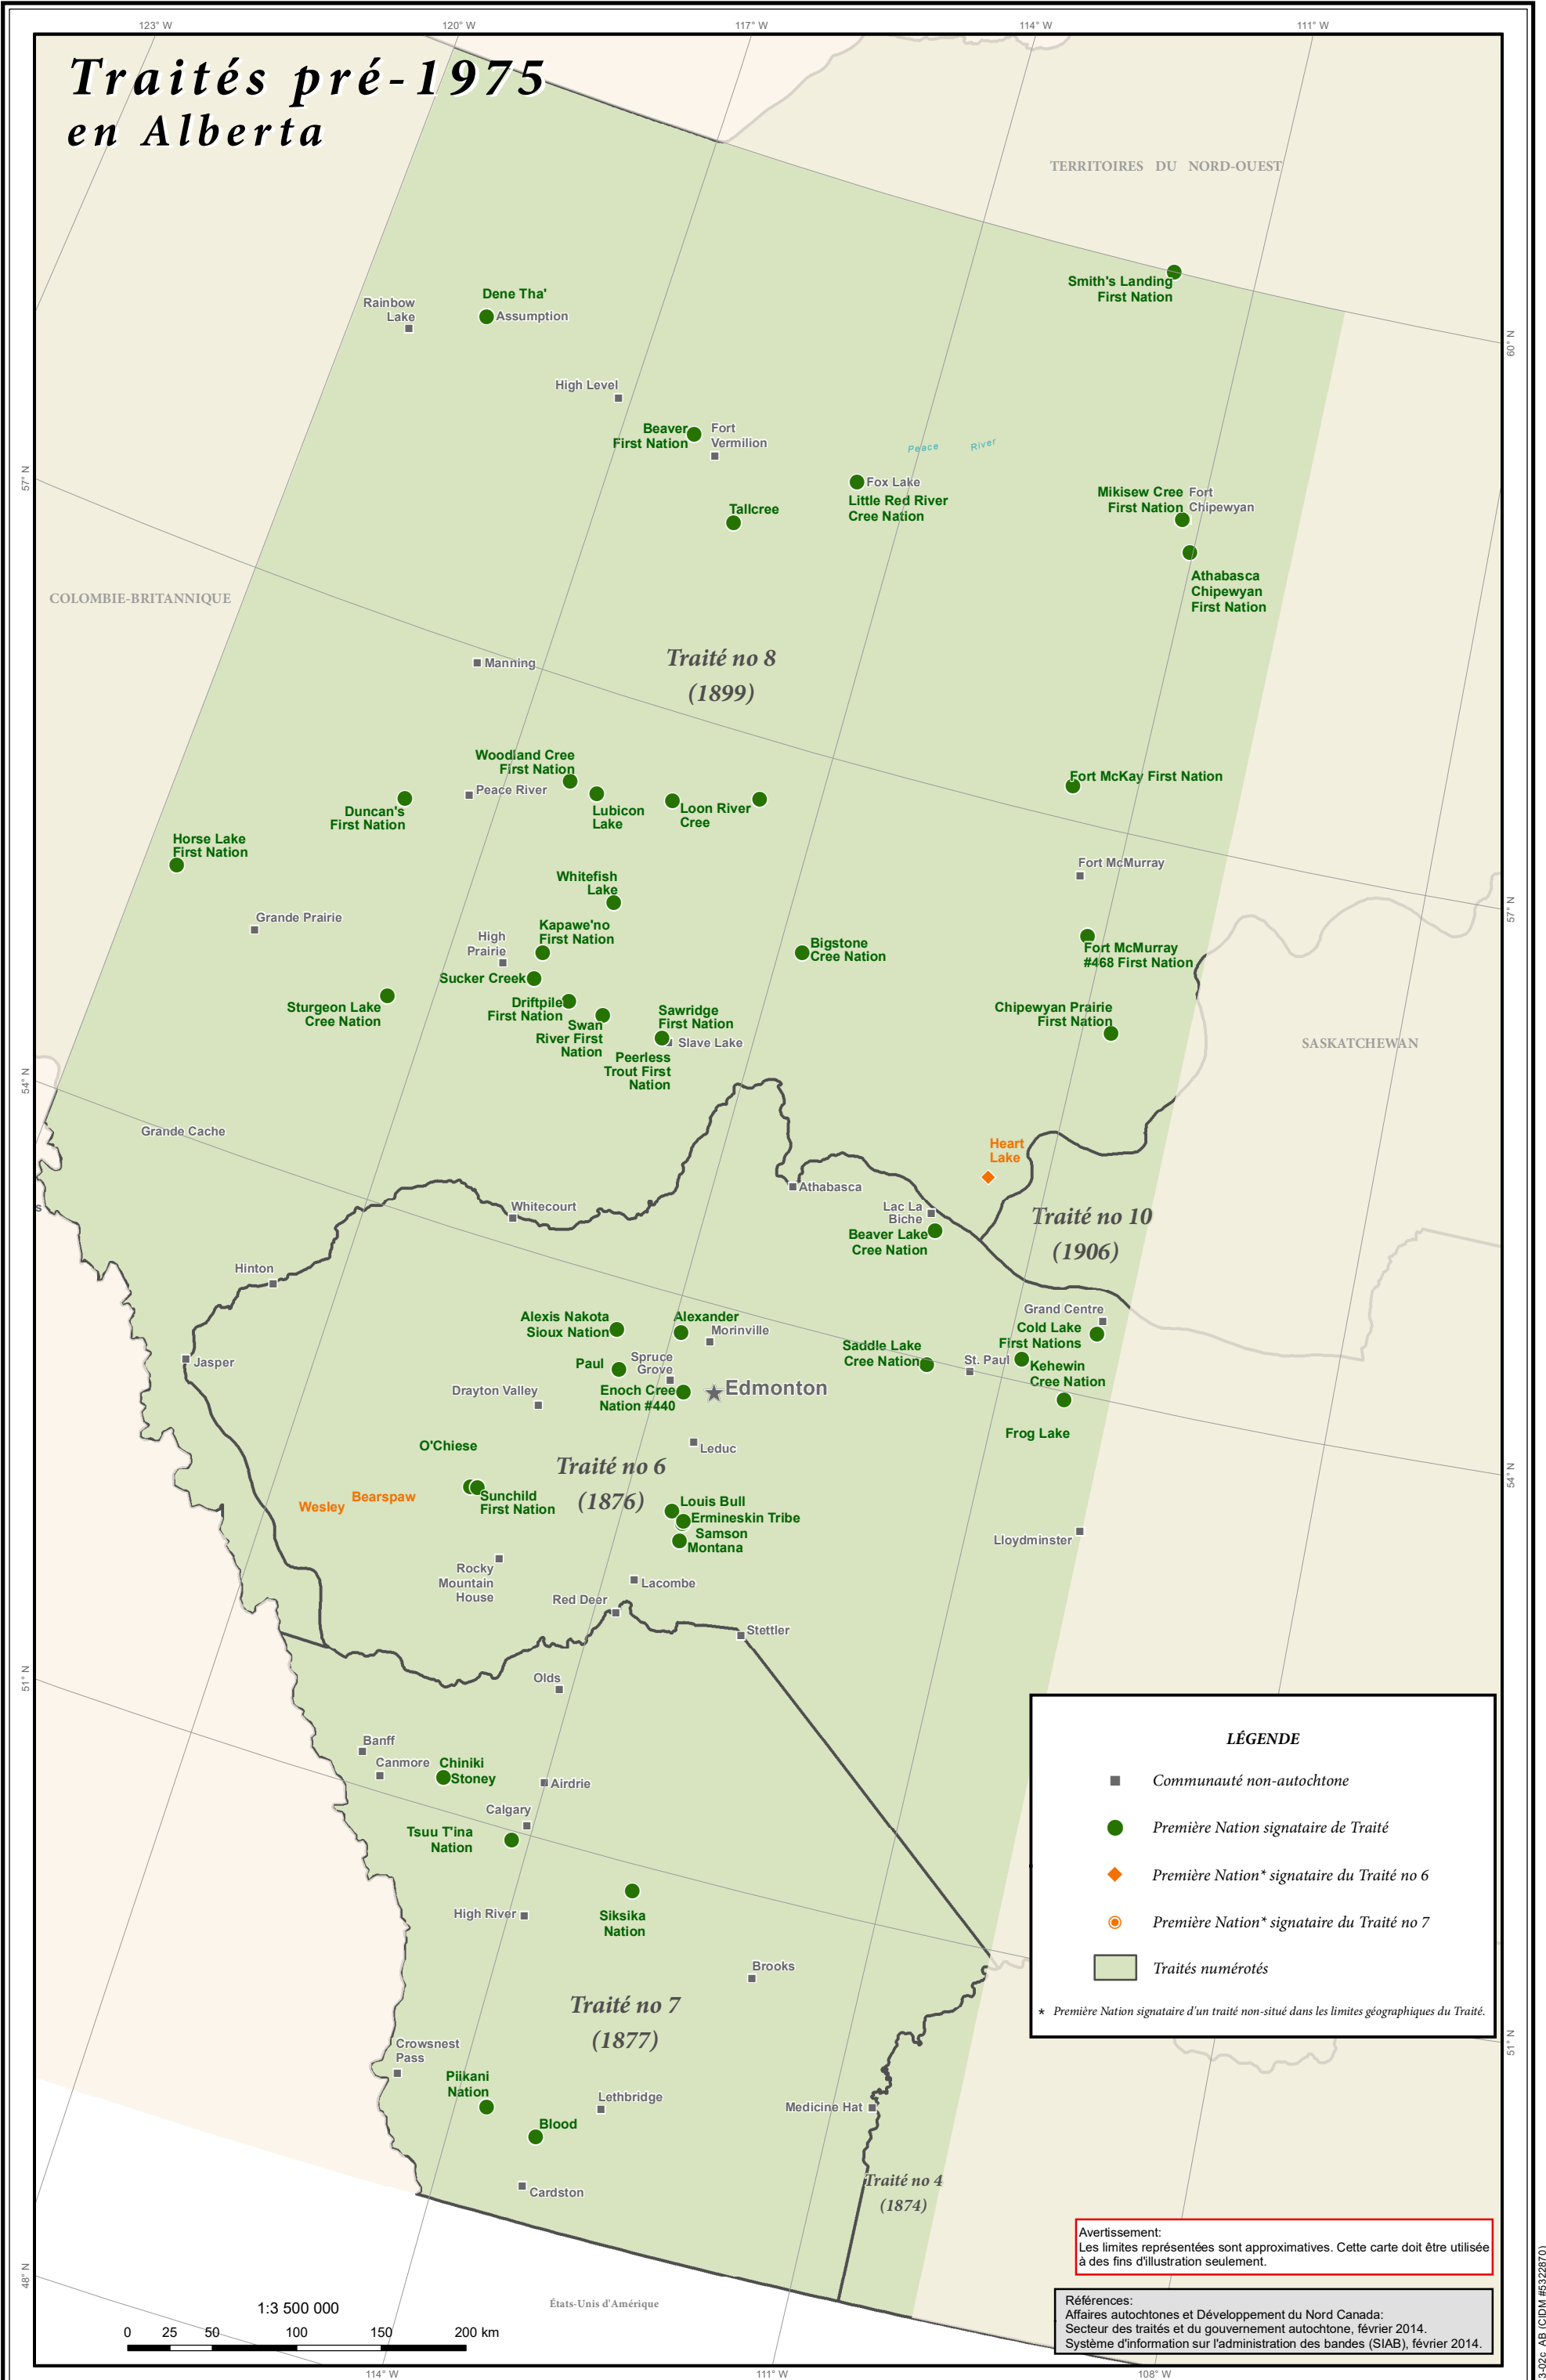 123° W
120° W
117° W
114° W
111° W
Traités pré-1975
en Alberta
TERRITOIRES DU NORD-OUEST
Smith's Landing
First Nation
Dene Tha'
Rainbow
Lake
Assumption
60° N
High Level
Beaver
First Nation
Fort
Vermilion
Peace River
57° N
Fox Lake
Little Red River
Cree Nation
Mikisew Cree
First Nation
Fort
Chipewyan
Tallcree
Athabasca
Chipewyan
First Nation
COLOMBIE-BRITANNIQUE
Manning
Traité no 8
(1899)
Woodland Cree
First Nation
Peace River
Fort McKay First Nation
Duncan's
First Nation
Lubicon
Lake
Loon River
Cree
Horse Lake
First Nation
Fort McMurray
Whitefish
Lake
57° N
Grande Prairie
Kapawe'no
First Nation
High
Prairie
Bigstone
Cree Nation
Fort McMurray
#468 First Nation
Sucker Creek
Sturgeon Lake
Cree Nation
Driftpile
First Nation
Swan
River First
Nation
Sawridge
First Nation
Slave Lake
Chipewyan Prairie
First Nation
SASKATCHEWAN
Peerless
Trout First
Nation
54° N
Grande Cache
Heart
Lake
Athabasca
s
Whitecourt
Lac La
Biche
Beaver Lake
Cree Nation
Traité no 10
(1906)
Hinton
Alexis Nakota
Sioux Nation
Alexander
Morinville
Grand Centre
Cold Lake
First Nations
Jasper
Paul
Spruce
Grove
Saddle Lake
Cree Nation
St. Paul
Kehewin
Cree Nation
Drayton Valley
Enoch Cree
Nation #440
Edmonton
Frog Lake
O'Chiese
Leduc
Traité no 6
(1876)
54° N
Wesley
Bearspaw
Sunchild
First Nation
Louis Bull
Ermineskin Tribe
Samson
Montana
Lloydminster
Rocky
Mountain
House
Lacombe
Red Deer
Stettler
51° N
Olds
Banff
Canmore
Chiniki
Stoney
Airdrie
Calgary
Tsuu T'ina
Nation
High River
Siksika
Nation
Brooks
Traité no 7
(1877)
Crowsnest
Pass
Piikani
Nation
Lethbridge
Medicine Hat
Blood
Cardston
Traité no 4
(1874)
LÉGENDE
Communauté non-autochtone
Première Nation signataire de Traité
Première Nation* signataire du Traité no 6
Première Nation* signataire du Traité no 7
Traités numérotés
* Première Nation signataire d'un traité non-situé dans les limites géographiques du Traité.
51° N
Avertissement:
Les limites représentées sont approximatives. Cette carte doit être utilisée
à des fins d'illustration seulement.
48° N
États-Unis d'Amérique
Références:
Affaires autochtones et Développement du Nord Canada:
Secteur des traités et du gouvernement autochtone, février 2014.
Système d'information sur l'administration des bandes (SIAB), février 2014.
1:3 500 000
0 25 50 100 150 200 km
114° W
111° W
108° W
3-02c_AB (CIDM #5322870)